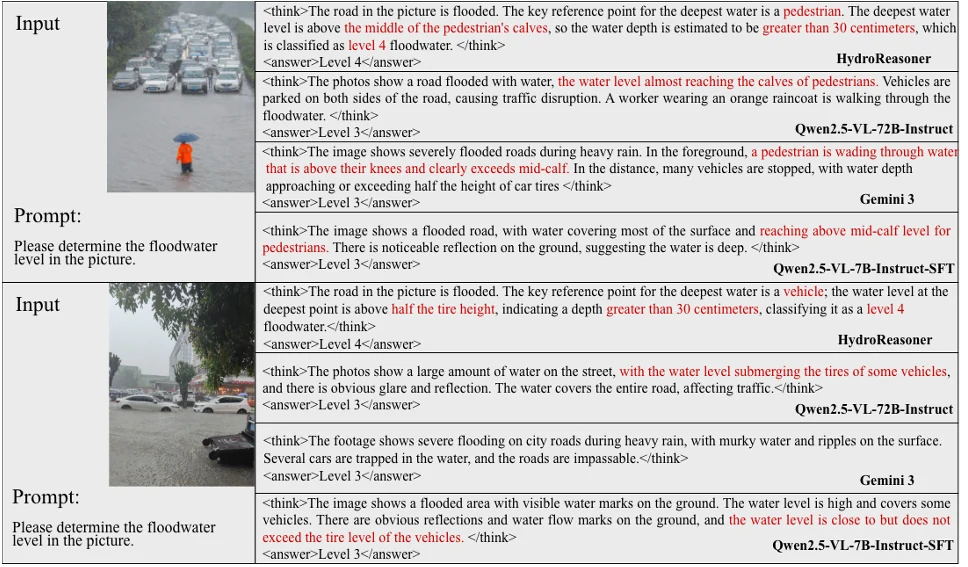 Input
Prompt:
Please determine the floodwater
level in the picture.
<think>The road in the picture is flooded. The key reference point for the deepest water is a pedestrian. The deepest water
level is above the middle of the pedestrian's calves, so the water depth is estimated to be greater than 30 centimeters, which
is classified as level 4 floodwater. </think>
<answer>Level 4</answer>
HydroReasoner
<think>The photos show a road flooded with water, the water level almost reaching the calves of pedestrians. Vehicles are
parked on both sides of the road, causing traffic disruption. A worker wearing an orange raincoat is walking through the
floodwater. </think>
<answer>Level 3</answer>
Qwen2.5-VL-72B-Instruct
<think>The image shows severely flooded roads during heavy rain. In the foreground, a pedestrian is wading through water
that is above their knees and clearly exceeds mid-calf. In the distance, many vehicles are stopped, with water depth
approaching or exceeding half the height of car tires </think>
<answer>Level 3</answer>
Gemini 3
<think>The image shows a flooded road, with water covering most of the surface and reaching above mid-calf level for
pedestrians. There is noticeable reflection on the ground, suggesting the water is deep. </think>
<answer>Level 3</answer>
Qwen2.5-VL-7B-Instruct-SFT
Input
Prompt:
Please determine the floodwater
level in the picture.
<think>The road in the picture is flooded. The key reference point for the deepest water is a vehicle; the water level at the
deepest point is above half the tire height, indicating a depth greater than 30 centimeters, classifying it as a level 4
floodwater.</think>
<answer>Level 4</answer>
HydroReasoner
<think>The photos show a large amount of water on the street, with the water level submerging the tires of some vehicles,
and there is obvious glare and reflection. The water covers the entire road, affecting traffic.</think>
<answer>Level 3</answer>
Qwen2.5-VL-72B-Instruct
<think>The footage shows severe flooding on city roads during heavy rain, with murky water and ripples on the surface.
Several cars are trapped in the water, and the roads are impassable.</think>
<answer>Level 3</answer>
Gemini 3
<think>The image shows a flooded area with visible water marks on the ground. The water level is high and covers some
vehicles. There are obvious reflections and water flow marks on the ground, and the water level is close to but does not
exceed the tire level of the vehicles. </think>
<answer>Level 3</answer>
Qwen2.5-VL-7B-Instruct-SFT